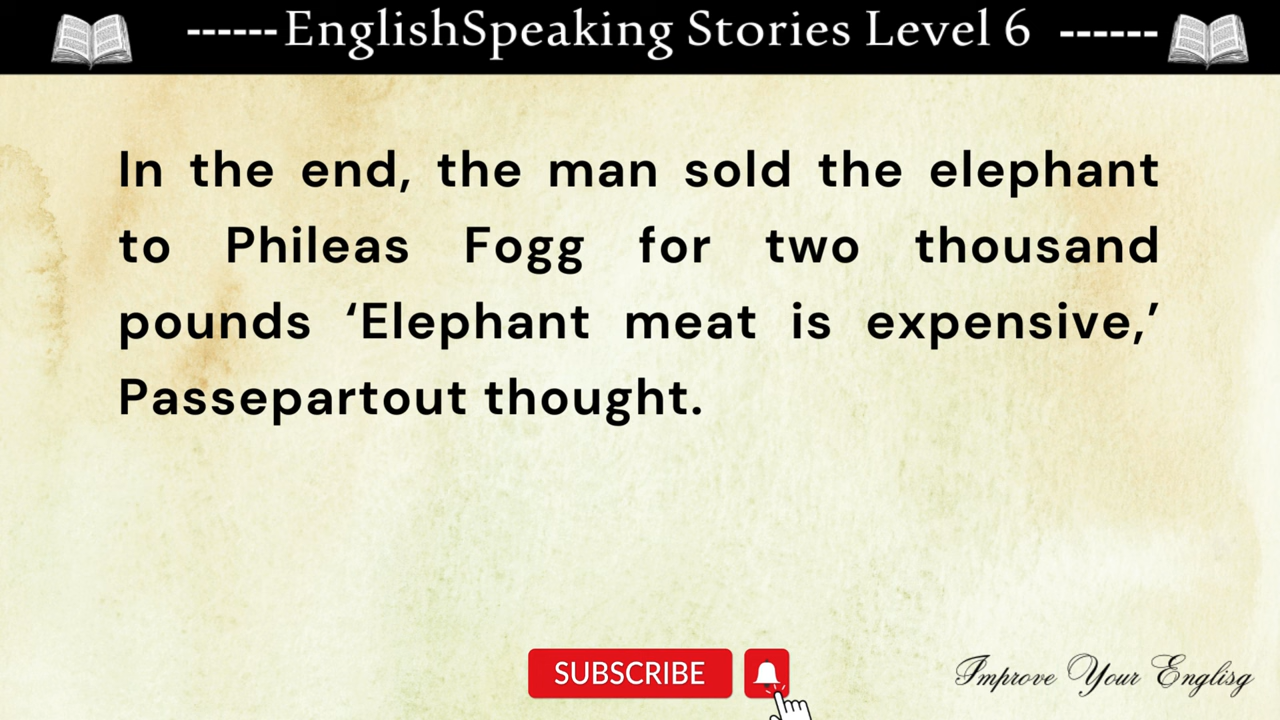 ------EnglishSpeaking Stories Level 6 ------
In the end, the man sold the elephant
to Phileas Fogg for two thousand
pounds ‘Elephant meat is expensive,’
Passepartout thought.
SUBSCRIBE
Improve Your Englisg